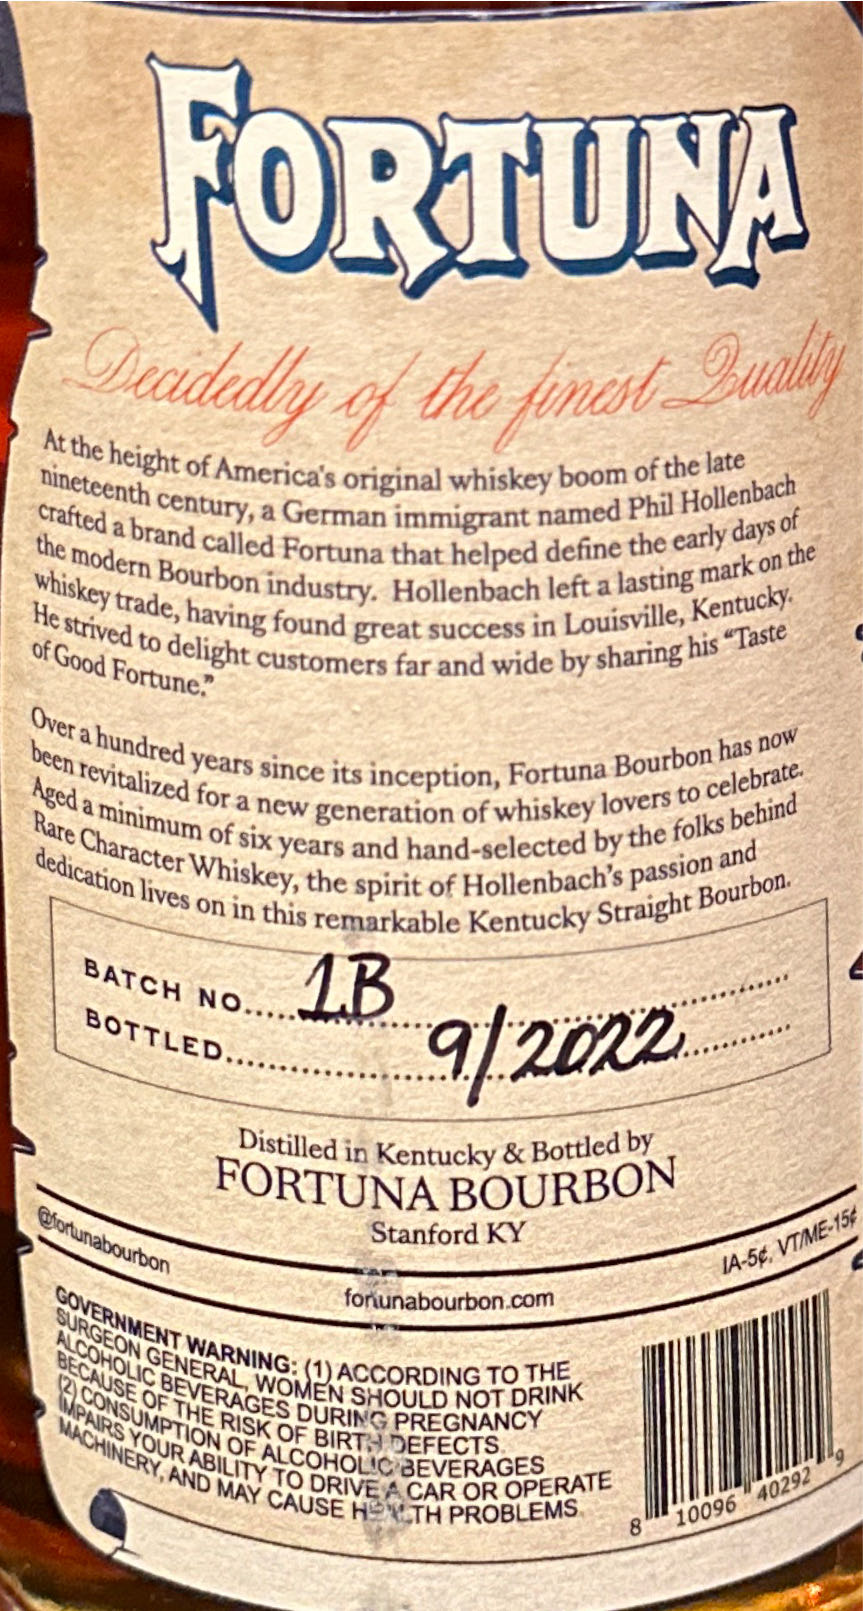 FORTUNA
Decidedly of the finest Quality
At the height of America's original whiskey boom of the late
nineteenth century, a German immigrant named Phil Hollenbach
crafted a brand called Fortuna that helped define the early days of
the modern Bourbon industry. Hollenbach left a lasting mark on the
whiskey trade, having found great success in Louisville, Kentucky.
He strived to delight customers far and wide by sharing his “Taste
of Good Fortune.”
Over a hundred years since its inception, Fortuna Bourbon has now
been revitalized for a new generation of whiskey lovers to celebrate.
Aged a minimum of six years and hand-selected by the folks behind
Rare Character Whiskey, the spirit of Hollenbach's passion and
dedication lives on in this remarkable Kentucky Straight Bourbon.
BATCH NO. 1B
BOTTLED 9/2022
Distilled in Kentucky & Bottled by
FORTUNA BOURBON
Stanford KY
@fortunabourbon
IA-5¢, VT/ME-15¢
fortunabourbon.com
GOVERNMENT WARNING: (1) ACCORDING TO THE
SURGEON GENERAL, WOMEN SHOULD NOT DRINK
ALCOHOLIC BEVERAGES DURING PREGNANCY
BECAUSE OF THE RISK OF BIRTH DEFECTS.
(2) CONSUMPTION OF ALCOHOLIC BEVERAGES
IMPAIRS YOUR ABILITY TO DRIVE A CAR OR OPERATE
MACHINERY, AND MAY CAUSE HEALTH PROBLEMS.
8 10096 40292 9